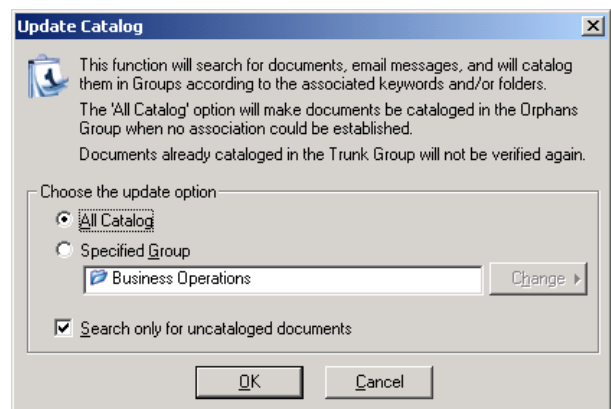 Update Catalog
This function will search for documents, email messages, and will catalog
them in Groups according to the associated keywords and/or folders.
The 'All Catalog' option will make documents be cataloged in the Orphans
Group when no association could be established.
Documents already cataloged in the Trunk Group will not be verified again.
Choose the update option
All Catalog
Specified Group
Business Operations
Change
Search only for uncataloged documents
OK
Cancel